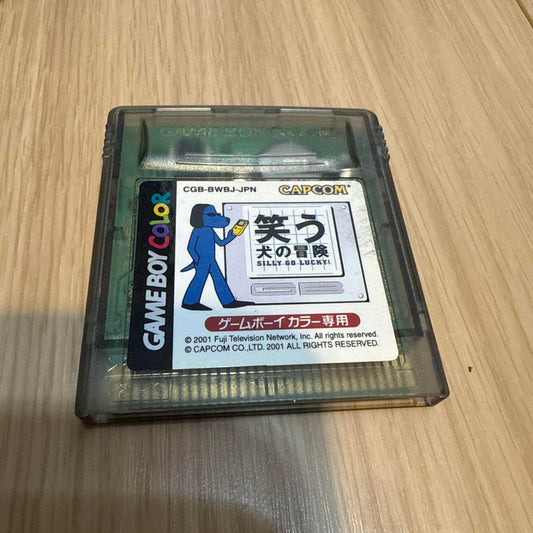 GAME BOY COLOR
CGB-BWBJ-JPN
CAPCOM
笑う
犬の冒険
SILLY GO LUCKY!
GB
ゲームボーイカラー専用
© 2001 Fuji Television Network, Inc. All rights reserved.
© CAPCOM CO.,LTD. 2001 ALL RIGHTS RESERVED.